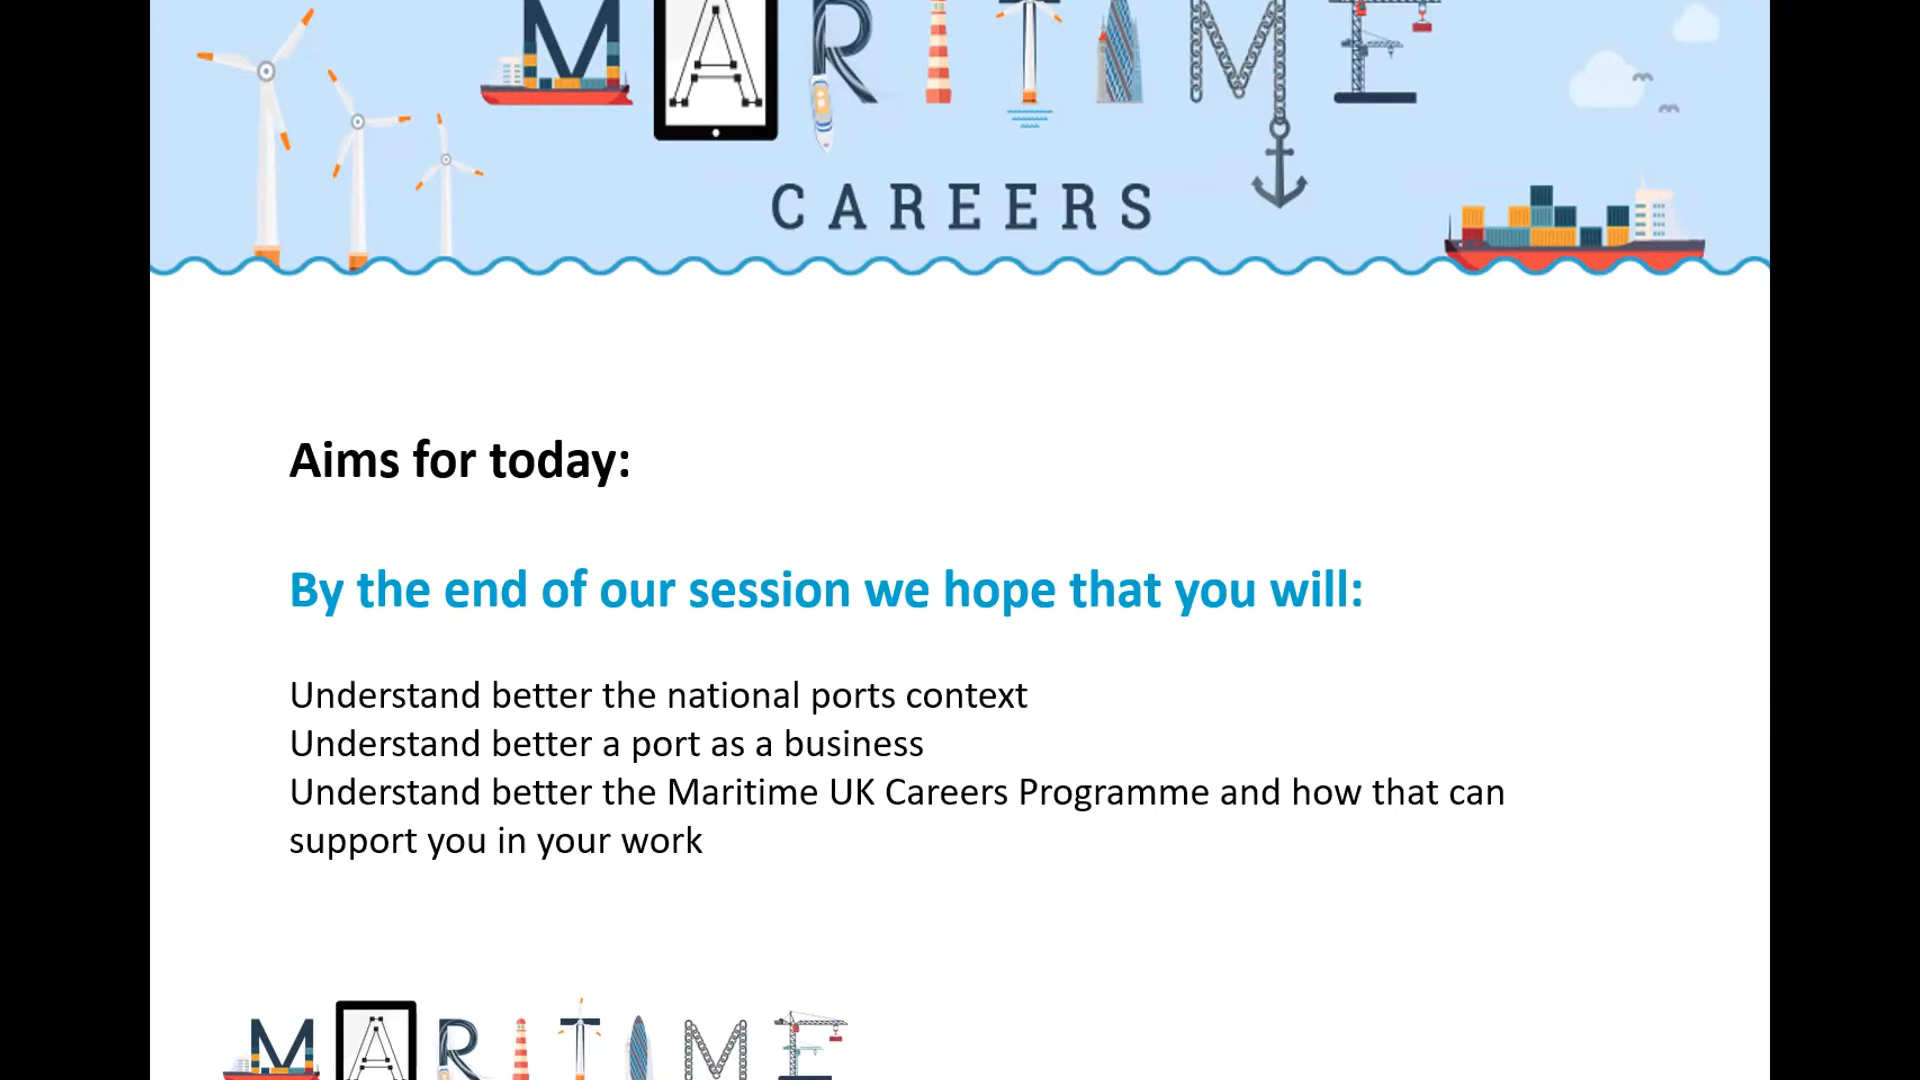 MARITIME
CAREERS
Aims for today:
By the end of our session we hope that you will:
Understand better the national ports context
Understand better a port as a business
Understand better the Maritime UK Careers Programme and how that can
support you in your work
MARITIME